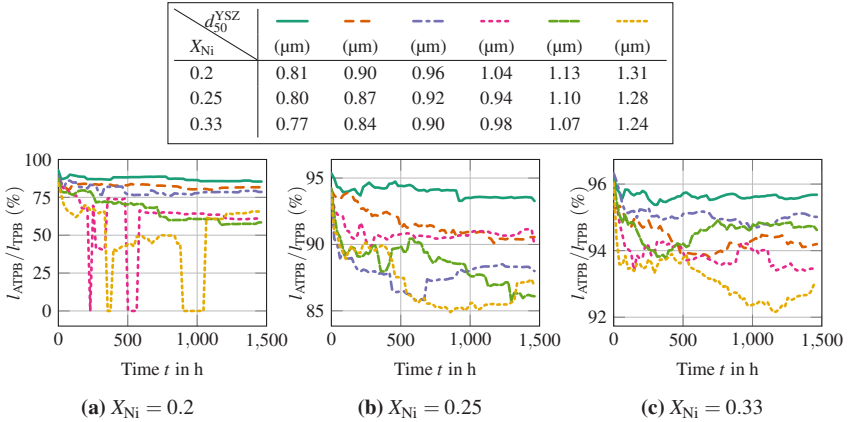 d50^YSZ
X_Ni (µm) (µm) (µm) (µm) (µm) (µm)
0.2 0.81 0.90 0.96 1.04 1.13 1.31
0.25 0.80 0.87 0.92 0.94 1.10 1.28
0.33 0.77 0.84 0.90 0.98 1.07 1.24
100
75
50
25
0
l_ATPB/l_TPB (%)
0 500 1,000 1,500
Time t in h
(a) X_Ni = 0.2
95
90
85
l_ATPB/l_TPB (%)
0 500 1,000 1,500
Time t in h
(b) X_Ni = 0.25
96
94
92
l_ATPB/l_TPB (%)
0 500 1,000 1,500
Time t in h
(c) X_Ni = 0.33